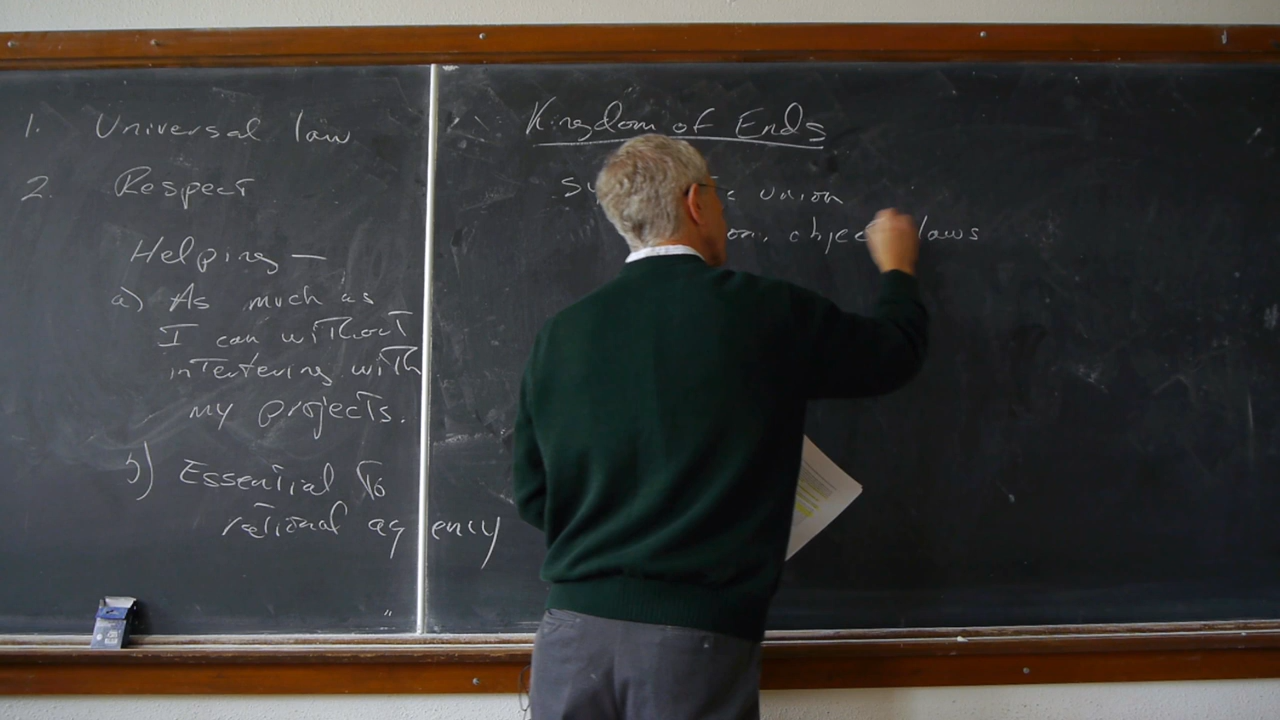 1. Universal law
2. Respect
Helping —
a) As much as
I can without
interfering with
my projects.
b) Essential to
rational agency
Kingdom of Ends
union
laws